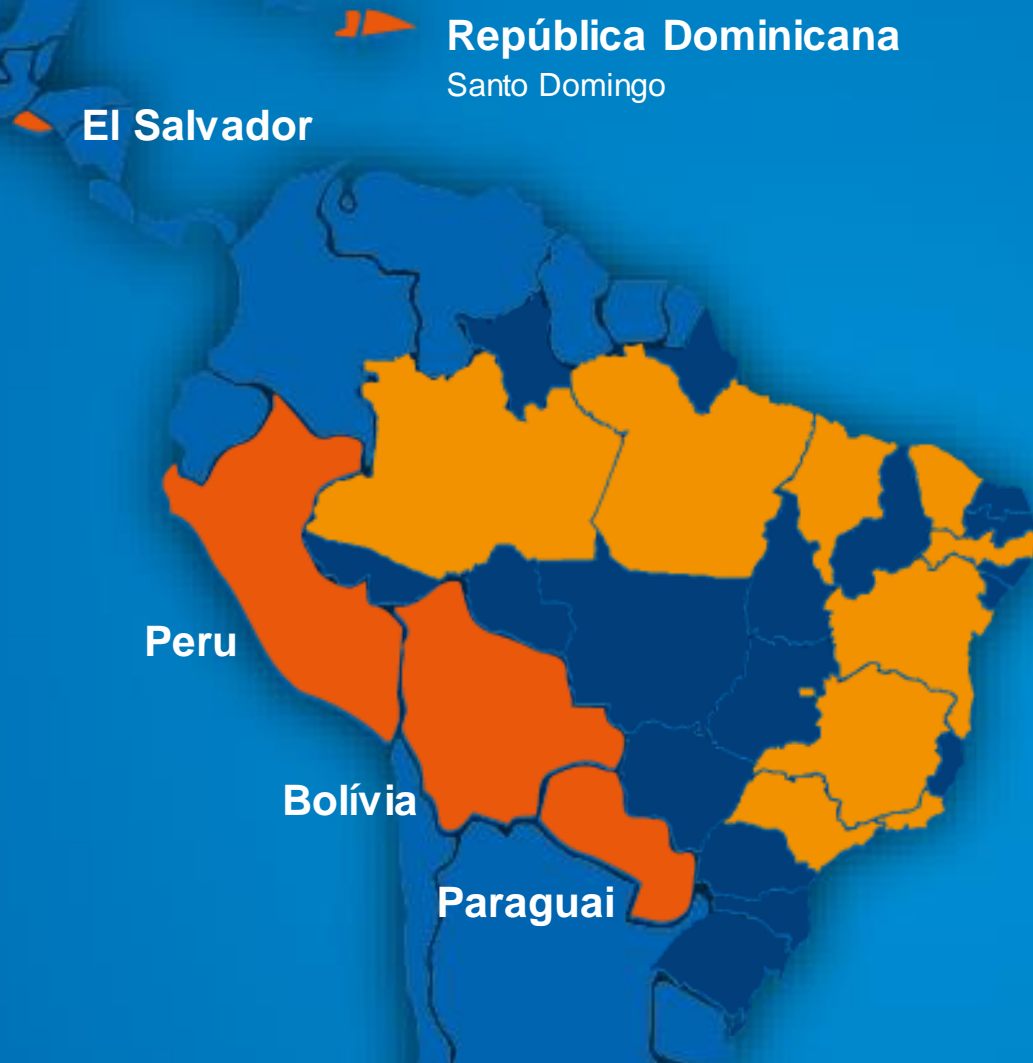 República Dominicana
Santo Domingo
El Salvador
Peru
Bolívia
Paraguai